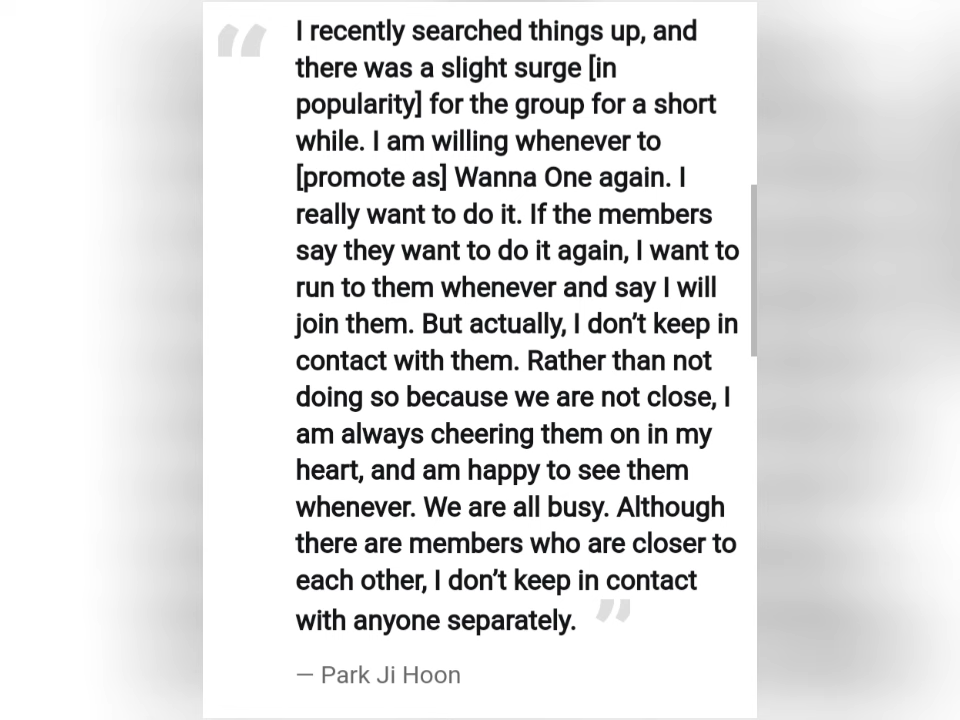 “
I recently searched things up, and
there was a slight surge [in
popularity] for the group for a short
while. I am willing whenever to
[promote as] Wanna One again. I
really want to do it. If the members
say they want to do it again, I want to
run to them whenever and say I will
join them. But actually, I don’t keep in
contact with them. Rather than not
doing so because we are not close, I
am always cheering them on in my
heart, and am happy to see them
whenever. We are all busy. Although
there are members who are closer to
each other, I don’t keep in contact
with anyone separately. ”
— Park Ji Hoon